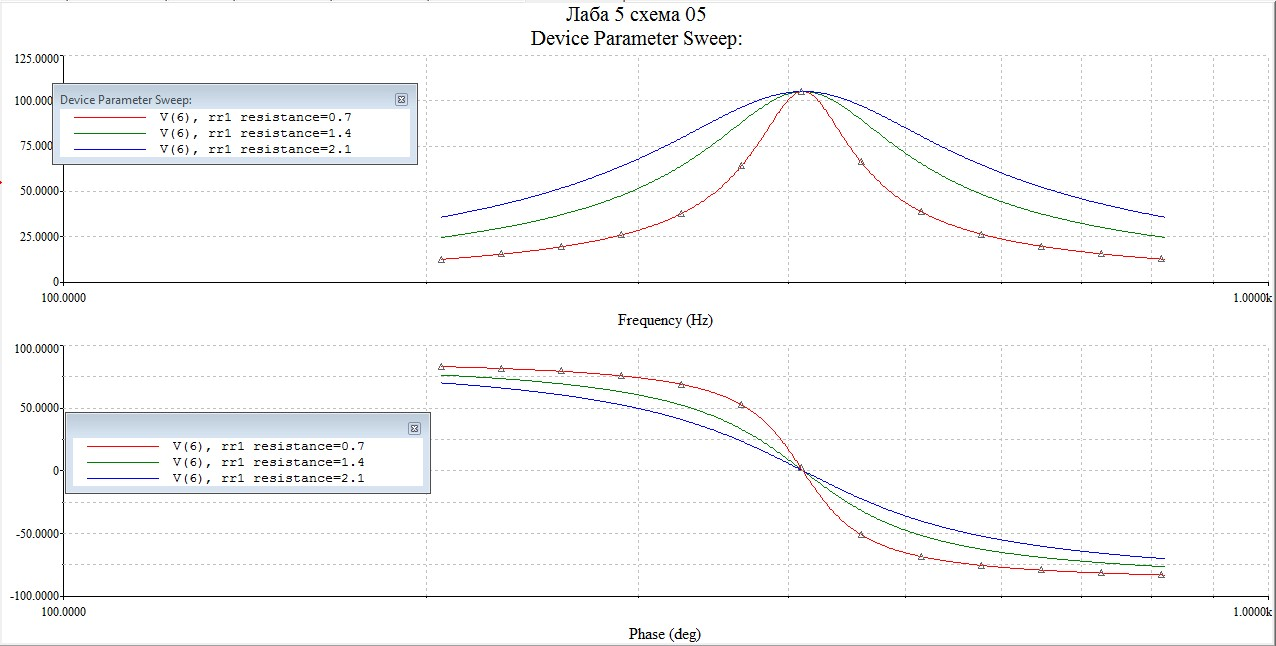 Лаба 5 схема 05
Device Parameter Sweep:
125.0000
100.000
75.000
50.0000
25.0000
0
Device Parameter Sweep:
V(6), rr1 resistance=0.7
V(6), rr1 resistance=1.4
V(6), rr1 resistance=2.1
100.0000
1.0000k
Frequency (Hz)
100.0000
50.0000
0
-50.0000
-100.0000
V(6), rr1 resistance=0.7
V(6), rr1 resistance=1.4
V(6), rr1 resistance=2.1
100.0000
1.0000k
Phase (deg)